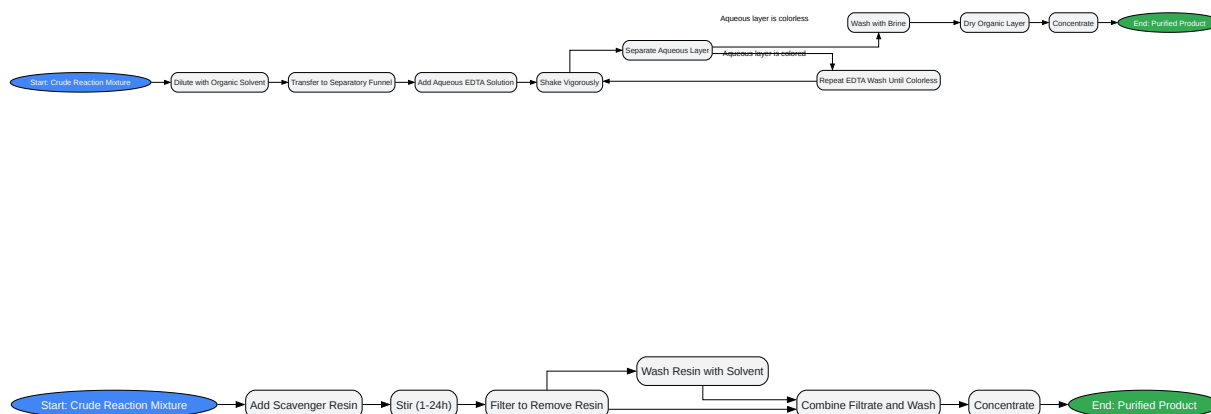 Aqueous layer is colorless
Wash with Brine
Dry Organic Layer
Concentrate
End: Purified Product
Separate Aqueous Layer
Aqueous layer is colored
Start: Crude Reaction Mixture
Dilute with Organic Solvent
Transfer to Separatory Funnel
Add Aqueous EDTA Solution
Shake Vigorously
Repeat EDTA Wash Until Colorless
Wash Resin with Solvent
Start: Crude Reaction Mixture
Add Scavenger Resin
Stir (1-24h)
Filter to Remove Resin
Combine Filtrate and Wash
Concentrate
End: Purified Product